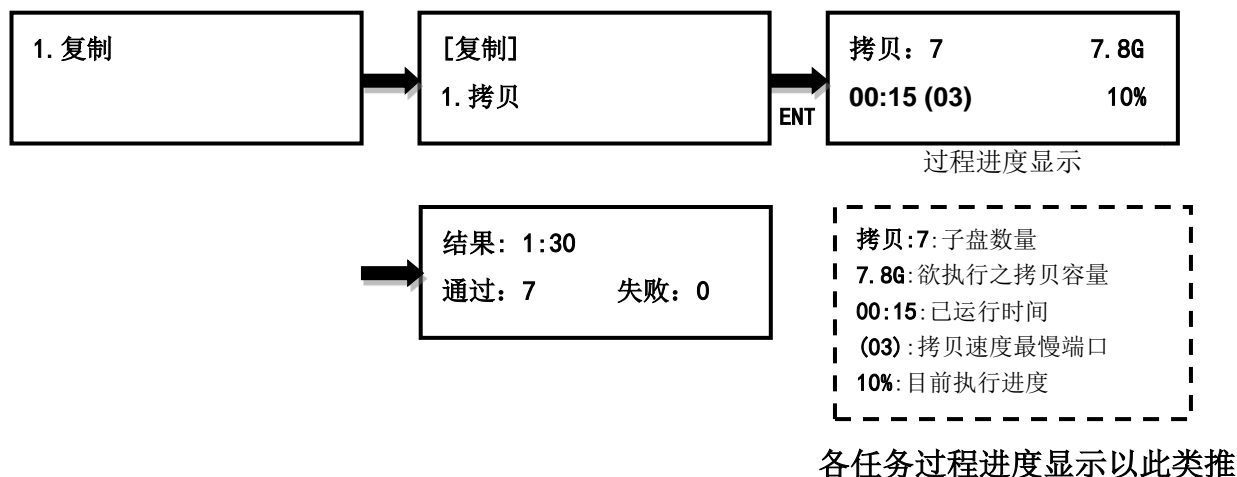 1.复制
[复制]
1.拷贝
ENT
拷贝：7 7.8G
00:15 (03) 10%
过程进度显示
结果: 1:30
通过：7 失败：0
拷贝:7:子盘数量
7.8G:欲执行之拷贝容量
00:15:已运行时间
(03):拷贝速度最慢端口
10%:目前执行进度
各任务过程进度显示以此类推